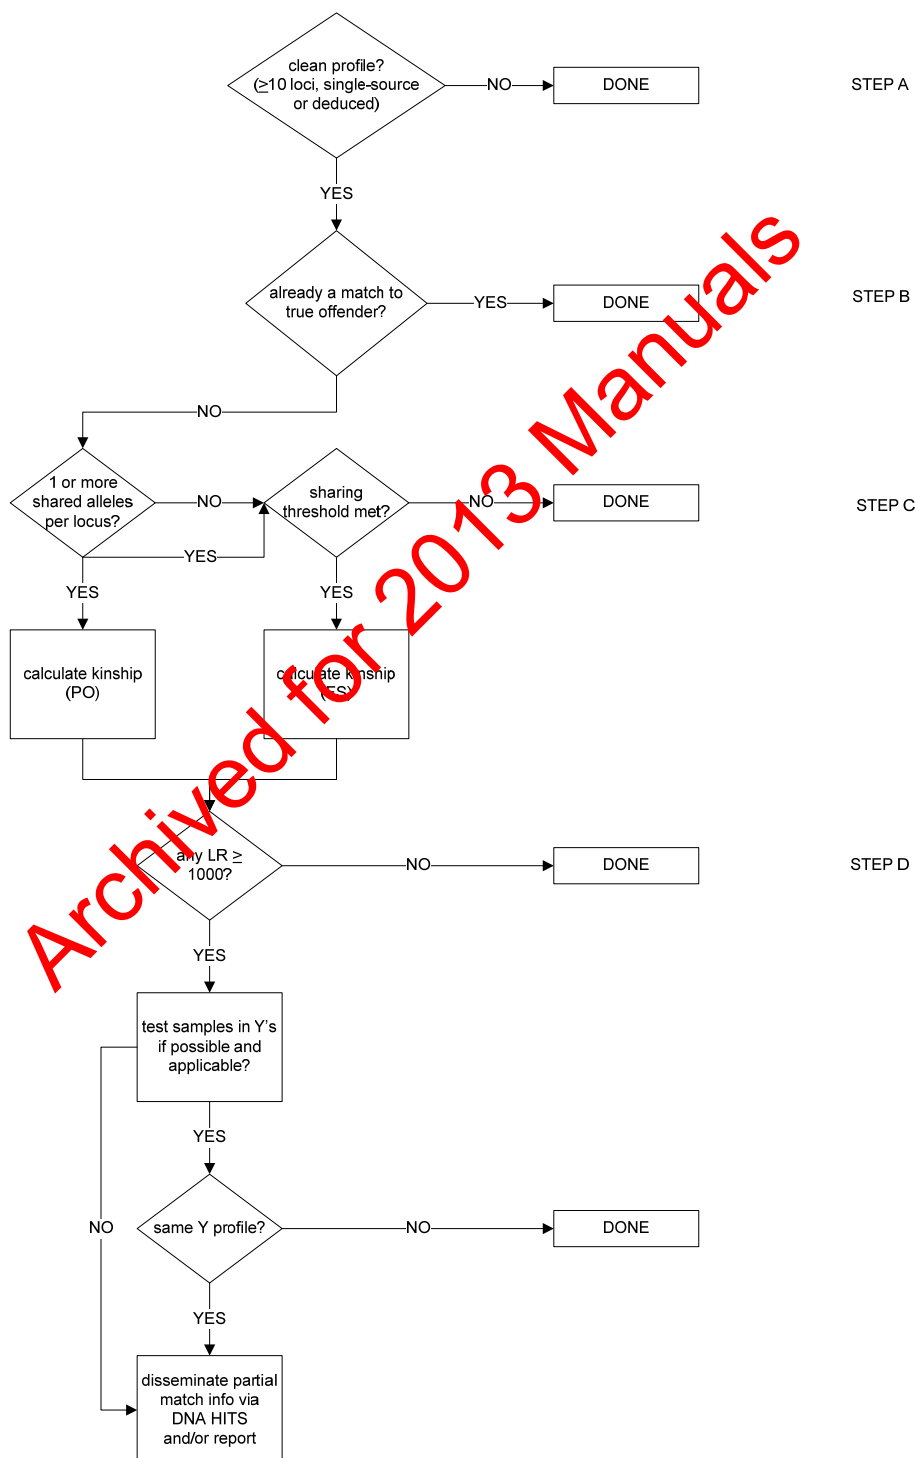 clean profile?
(≥10 loci, single-source
or deduced)
NO
DONE
STEP A
YES
already a match to
true offender?
YES
DONE
STEP B
NO
1 or more
shared alleles
per locus?
NO
sharing
threshold met?
NO
DONE
STEP C
YES
YES
YES
calculate kinship
(PO)
calculate kinship
(FS)
any LR ≥
1000?
NO
DONE
STEP D
YES
test samples in Y's
if possible and
applicable?
YES
NO
same Y profile?
NO
DONE
YES
disseminate partial
match info via
DNA HITS
and/or report
Archived for 2013 Manuals